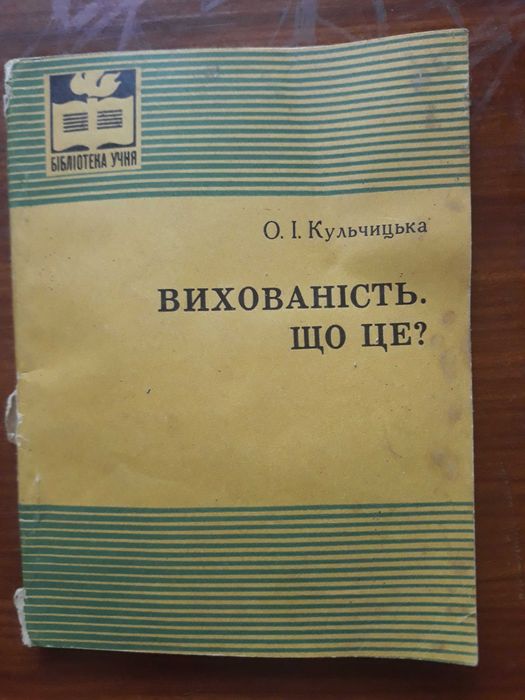 БІБЛІОТЕКА УЧНЯ
О. І. Кульчицька
ВИХОВАНІСТЬ.
ЩО ЦЕ?